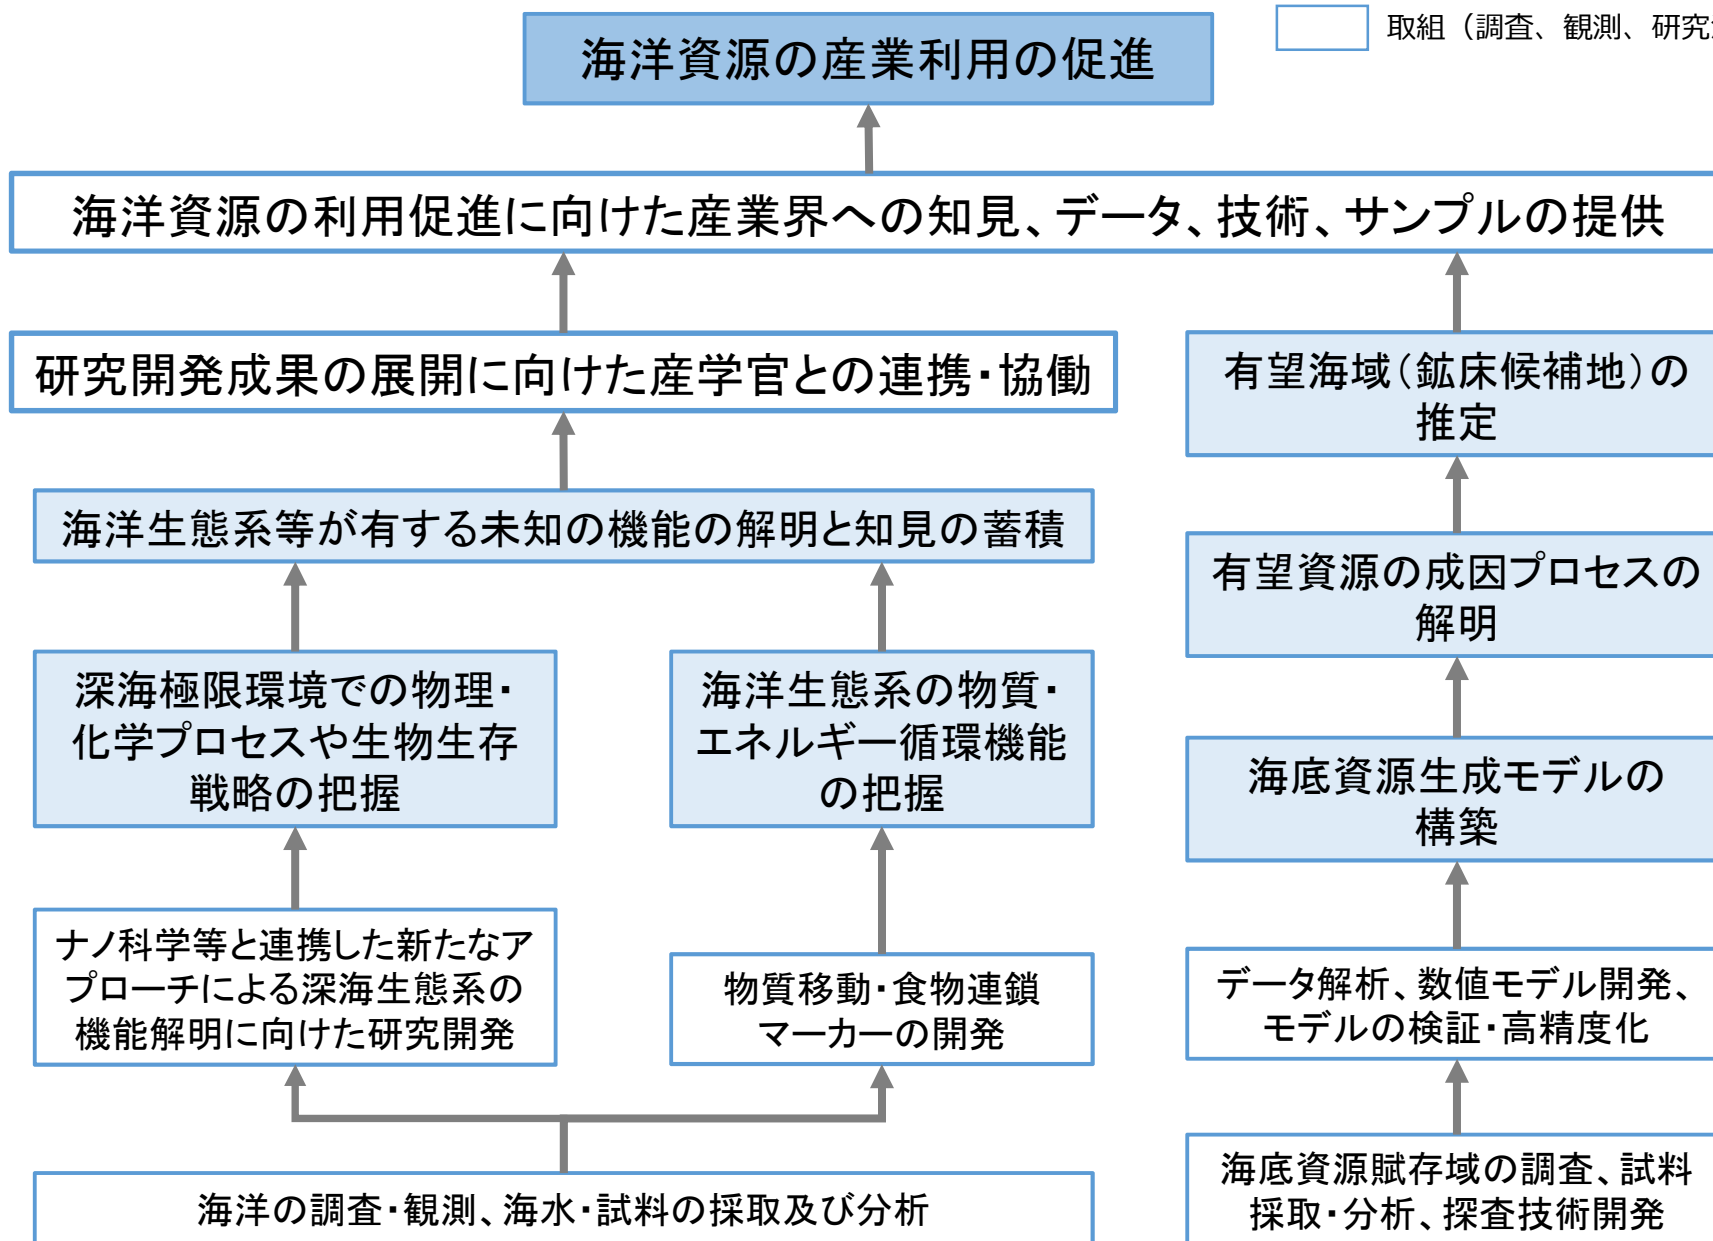 取組（調査、観測、研究
海洋資源の産業利用の促進
海洋資源の利用促進に向けた産業界への知見、データ、技術、サンプルの提供
研究開発成果の展開に向けた産学官との連携・協働
海洋生態系等が有する未知の機能の解明と知見の蓄積
深海極限環境での物理・
化学プロセスや生物生存
戦略の把握
海洋生態系の物質・
エネルギー循環機能
の把握
ナノ科学等と連携した新たなア
プローチによる深海生態系の
機能解明に向けた研究開発
物質移動・食物連鎖
マーカーの開発
海洋の調査・観測、海水・試料の採取及び分析
有望海域（鉱床候補地）の
推定
有望資源の成因プロセスの
解明
海底資源生成モデルの
構築
データ解析、数値モデル開発、
モデルの検証・高精度化
海底資源賦存域の調査、試料
採取・分析、探査技術開発